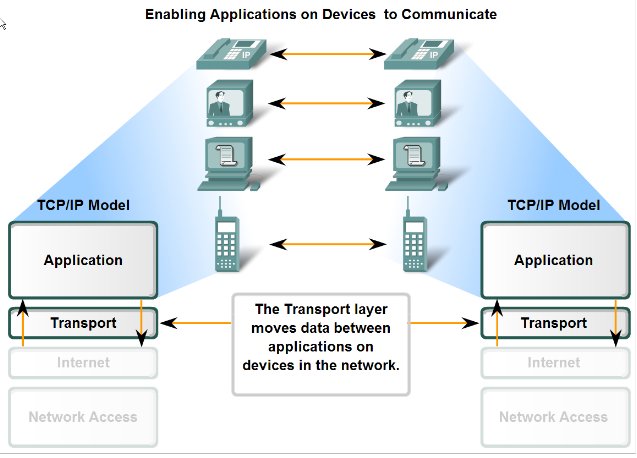 Enabling Applications on Devices to Communicate
IP
IP
TCP/IP Model
TCP/IP Model
Application
Application
The Transport layer
moves data between
applications on
devices in the network.
Transport
Transport
Internet
Internet
Network Access
Network Access